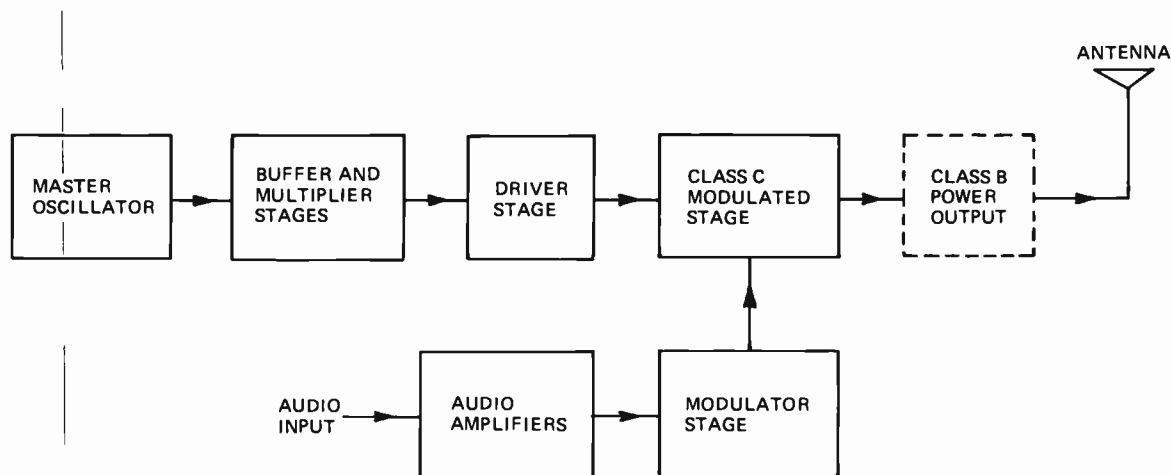 ANTENNA
MASTER
OSCILLATOR
BUFFER AND
MULTIPLIER
STAGES
DRIVER
STAGE
CLASS C
MODULATED
STAGE
CLASS B
POWER
OUTPUT
AUDIO
INPUT
AUDIO
AMPLIFIERS
MODULATOR
STAGE